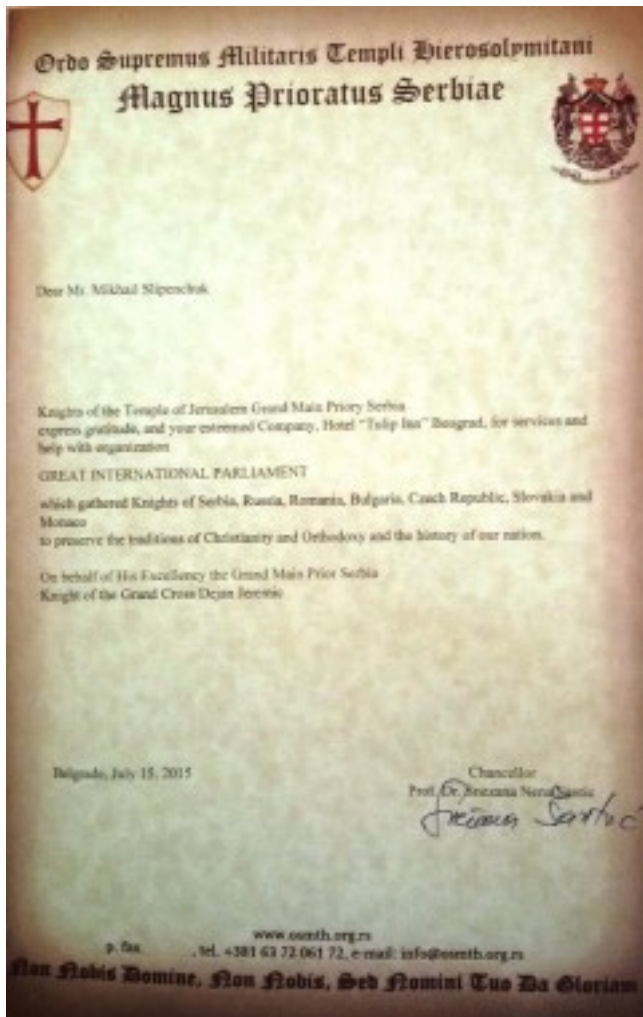 Ordo Supremus Militaris Templi Hierosolymitani
Magnus Prioratus Serbiae
Dear Mr. Mikhail Slipenchuk
Knights of the Temple of Jerusalem Grand Main Priory Serbia
express gratitude, and your esteemed Company, Hotel "Tulip Inn" Beograd, for services and
help with organization
GREAT INTERNATIONAL PARLIAMENT
which gathered Knights of Serbia, Russia, Romania, Bulgaria, Czech Republic, Slovakia and
Monaco
to preserve the traditions of Christianity and Orthodoxy and the history of our nation.
On behalf of His Excellency the Grand Main Prior Serbia
Knight of the Grand Cross Dejan Jeremic
Belgrade, July 15, 2015
Chancellor
Prof. Dr.
www.osmth.org.rs
p. fax , tel. +381 63 72 061 72, e-mail: info@osmth.org.rs
Non Nobis Domine, Non Nobis, Sed Nomini Tuo Da Gloriam